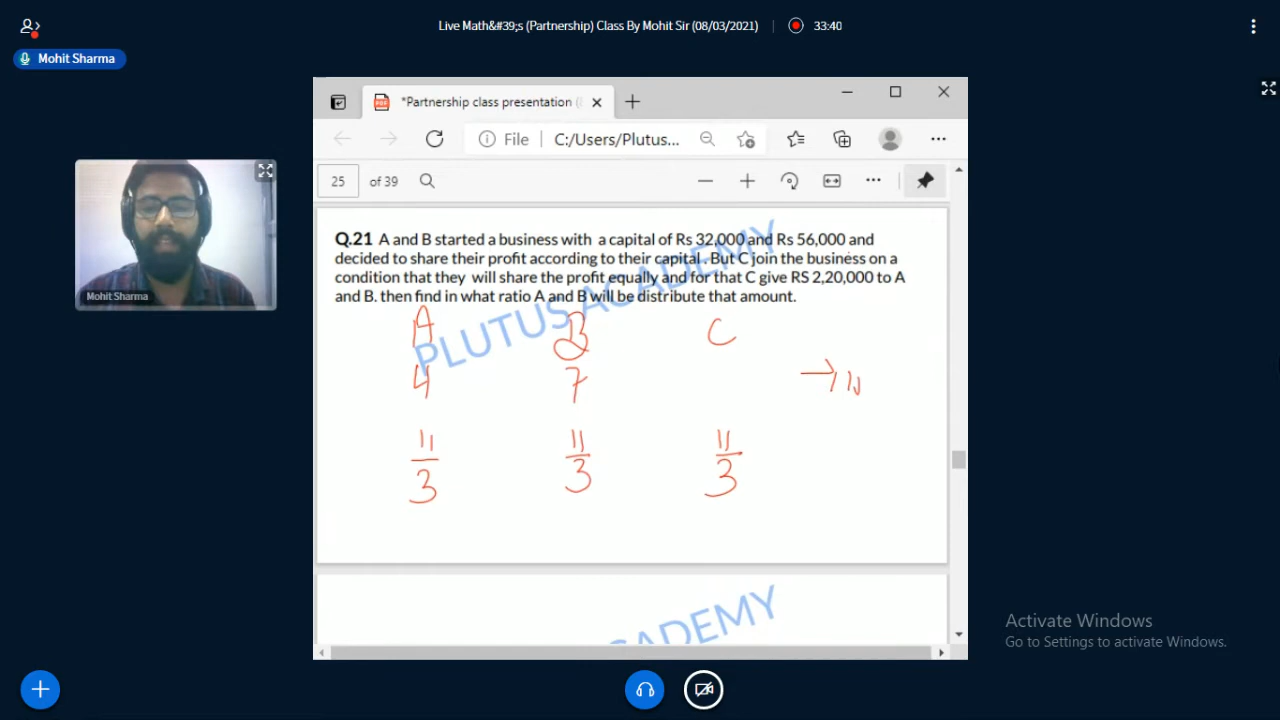 Live Math&#39;s (Partnership) Class By Mohit Sir (08/03/2021)
33:40
Mohit Sharma
*Partnership class presentation (
File
C:/Users/Plutus...
25
of 39
Mohit Sharma
Q.21 A and B started a business with a capital of Rs 32,000 and Rs 56,000 and
decided to share their profit according to their capital. But C join the business on a
condition that they will share the profit equally and for that C give RS 2,20,000 to A
and B. then find in what ratio A and B will be distribute that amount.
PLUTUS ACADEMY
A B C
4 7 → 11
11/3 11/3 11/3
ADEMY
Activate Windows
Go to Settings to activate Windows.